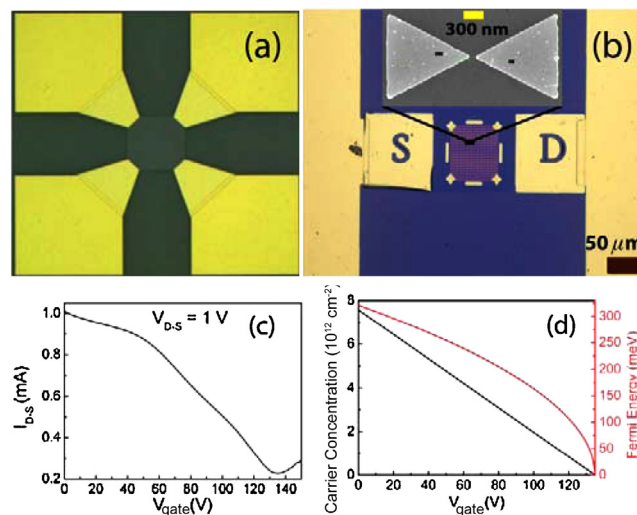 (a)
(b)
300 nm
S
D
50 μm
(c)
V_D-S = 1 V
I_D-S (mA)
1.0
0.8
0.6
0.4
0.2
0 20 40 60 80 100 120 140
V_gate(V)
(d)
Carrier Concentration (10^12 cm^-2)
8
6
4
2
0
0 20 40 60 80 100 120
V_gate(V)
300
250
200
150
100
50
0
Fermi Energy (meV)